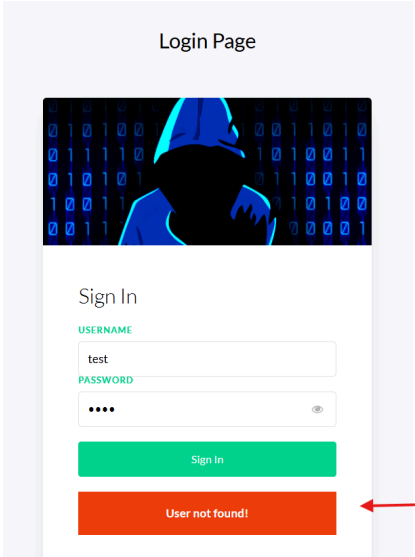 Login Page
Sign In
USERNAME
test
PASSWORD
••••
Sign In
User not found!